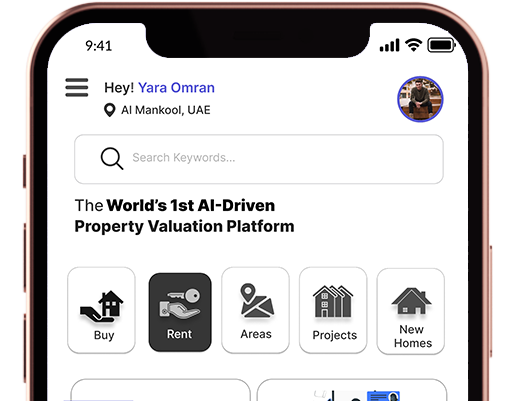 9:41
Hey! Yara Omran
Al Mankool, UAE
Search Keywords...
The World's 1st AI-Driven
Property Valuation Platform
Buy
Rent
Areas
Projects
New
Homes